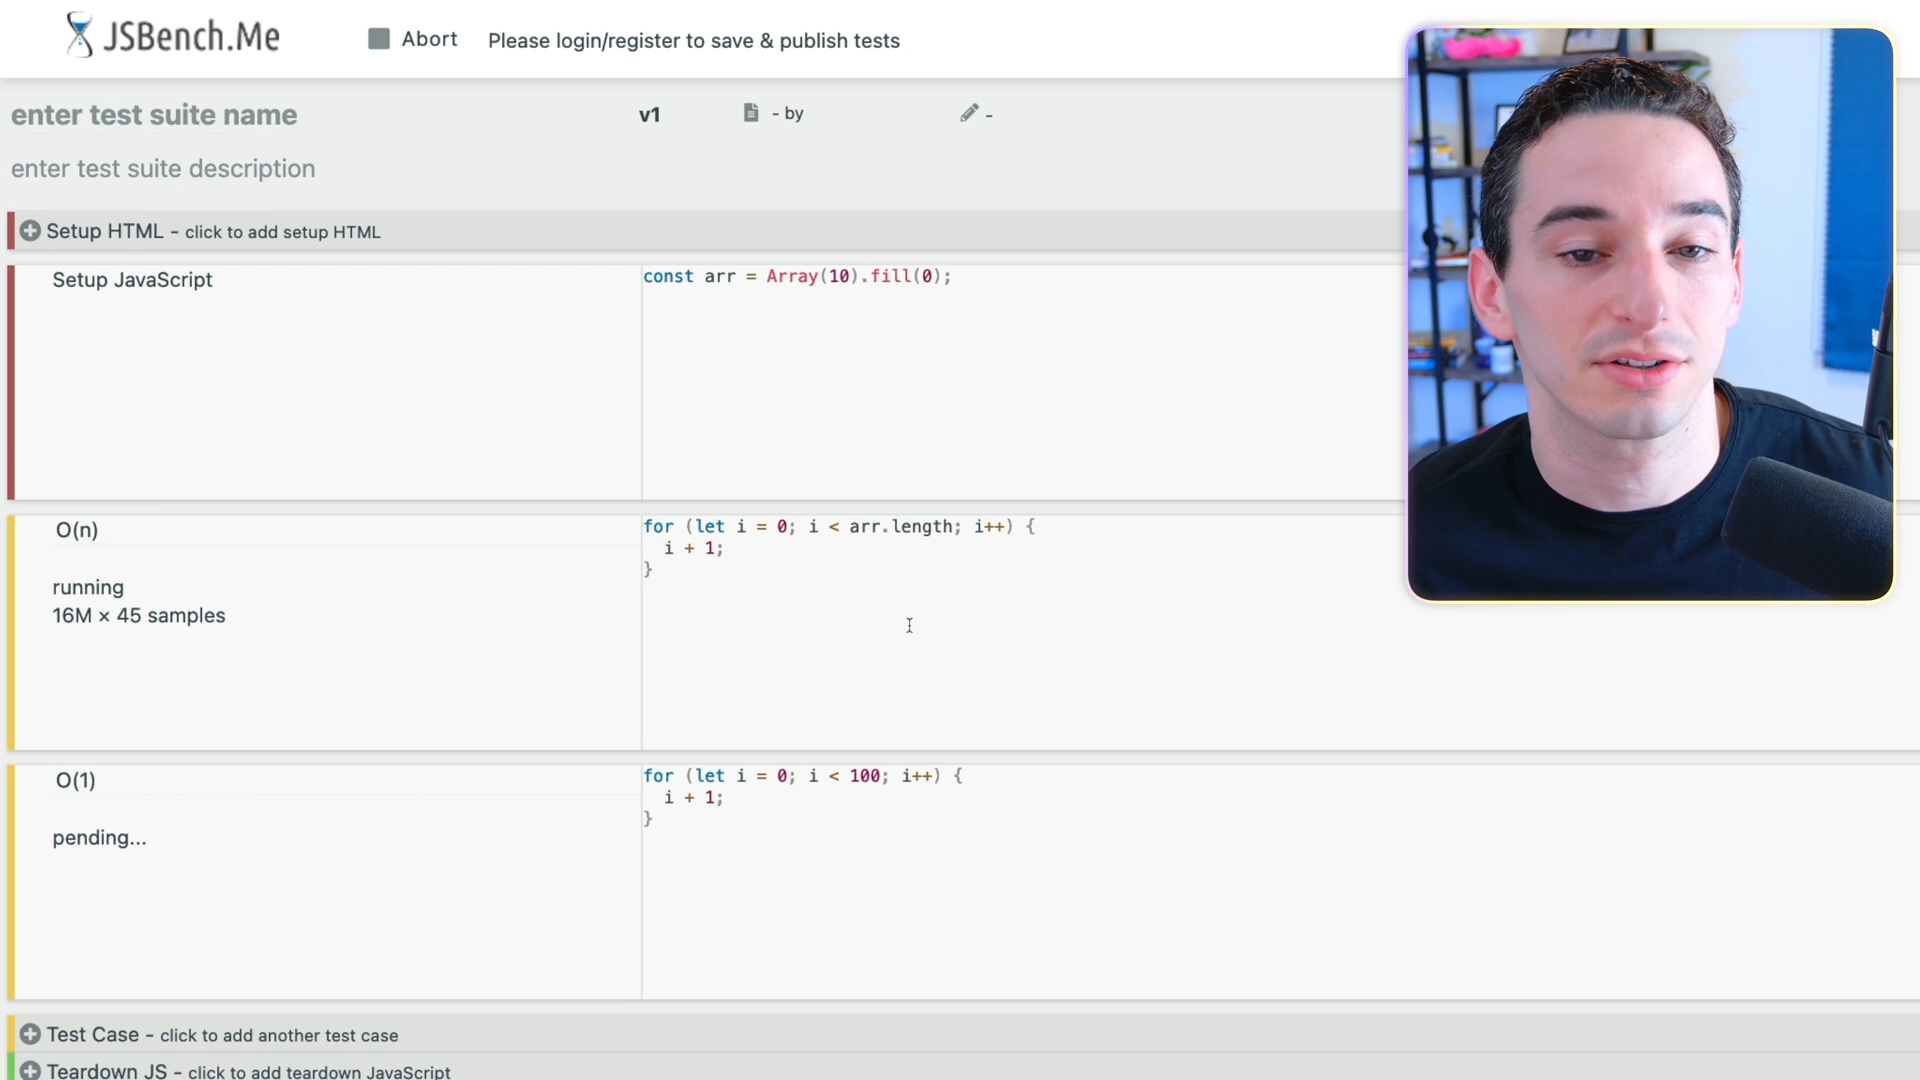 JSBench.Me
Abort
Please login/register to save & publish tests
enter test suite name
v1
- by
-
enter test suite description
Setup HTML - click to add setup HTML
Setup JavaScript
const arr = Array(10).fill(0);
O(n)
running
16M × 45 samples
for (let i = 0; i < arr.length; i++) {
i + 1;
}
O(1)
pending...
for (let i = 0; i < 100; i++) {
i + 1;
}
Test Case - click to add another test case
Teardown JS - click to add teardown JavaScript